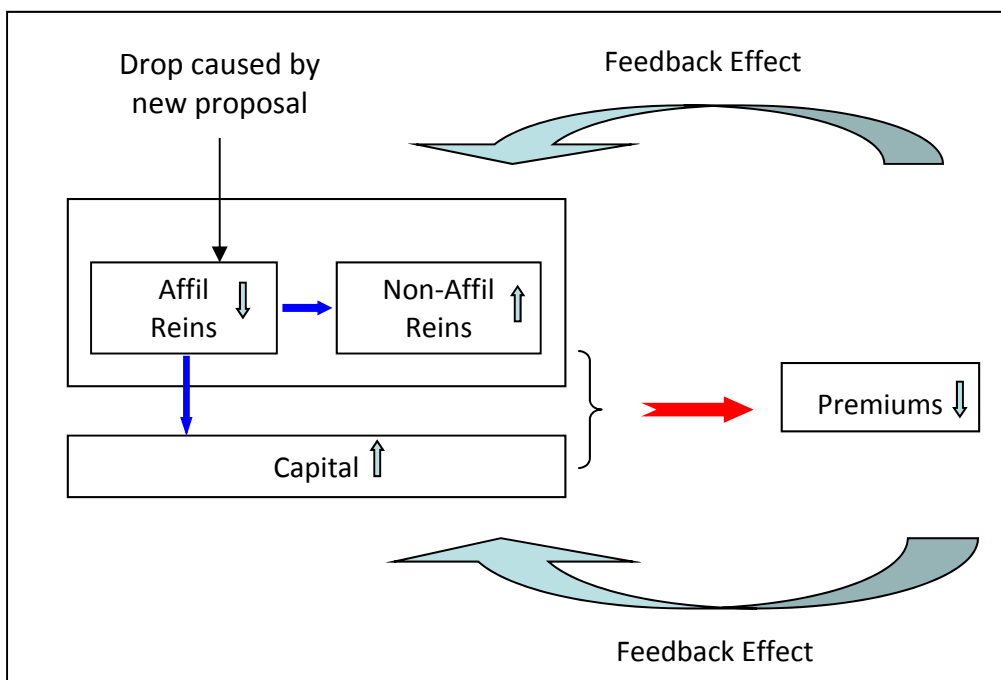 Drop caused by
new proposal
Feedback Effect
Affil
Reins
Non-Affil
Reins
Premiums
Capital
Feedback Effect